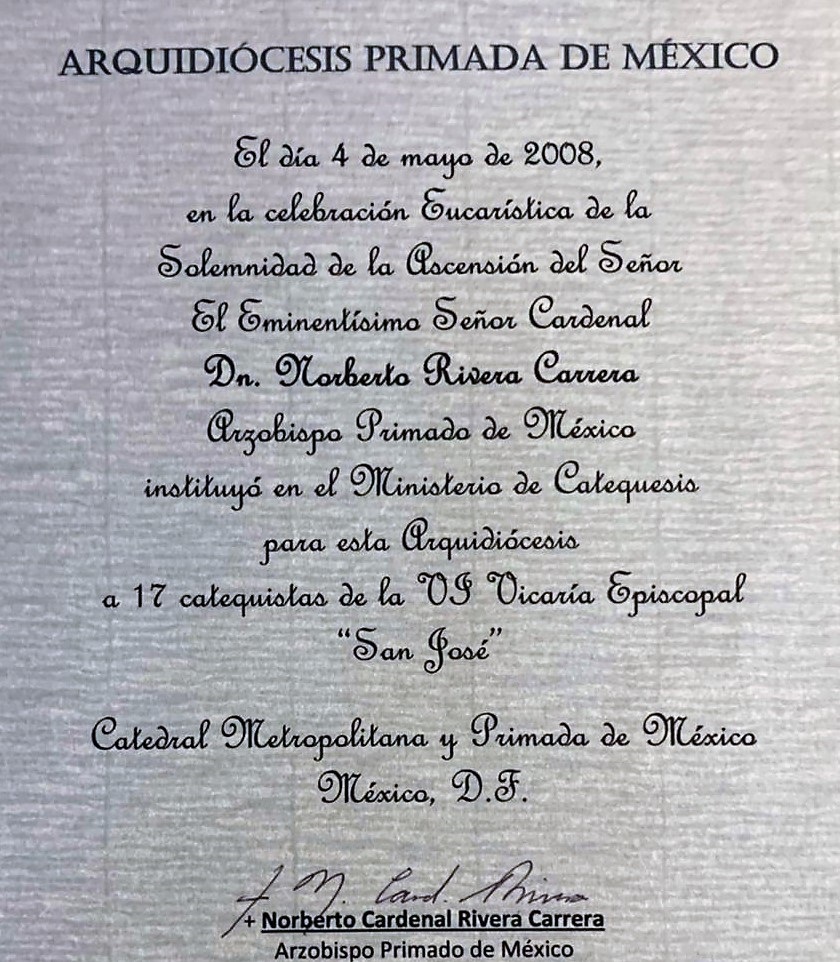 ARQUIDIÓCESIS PRIMADA DE MÉXICO
El día 4 de mayo de 2008,
en la celebración Eucarística de la
Solemnidad de la Ascensión del Señor
El Eminentísimo Señor Cardenal
Dn. Norberto Rivera Carrera
Arzobispo Primado de México
instituyó en el Ministerio de Catequesis
para esta Arquidiócesis
a 17 catequistas de la VI Vicaría Episcopal
“San José”
Catedral Metropolitana y Primada de México
México, D.F.
+ N. Card. Rivera
+ Norberto Cardenal Rivera Carrera
Arzobispo Primado de México